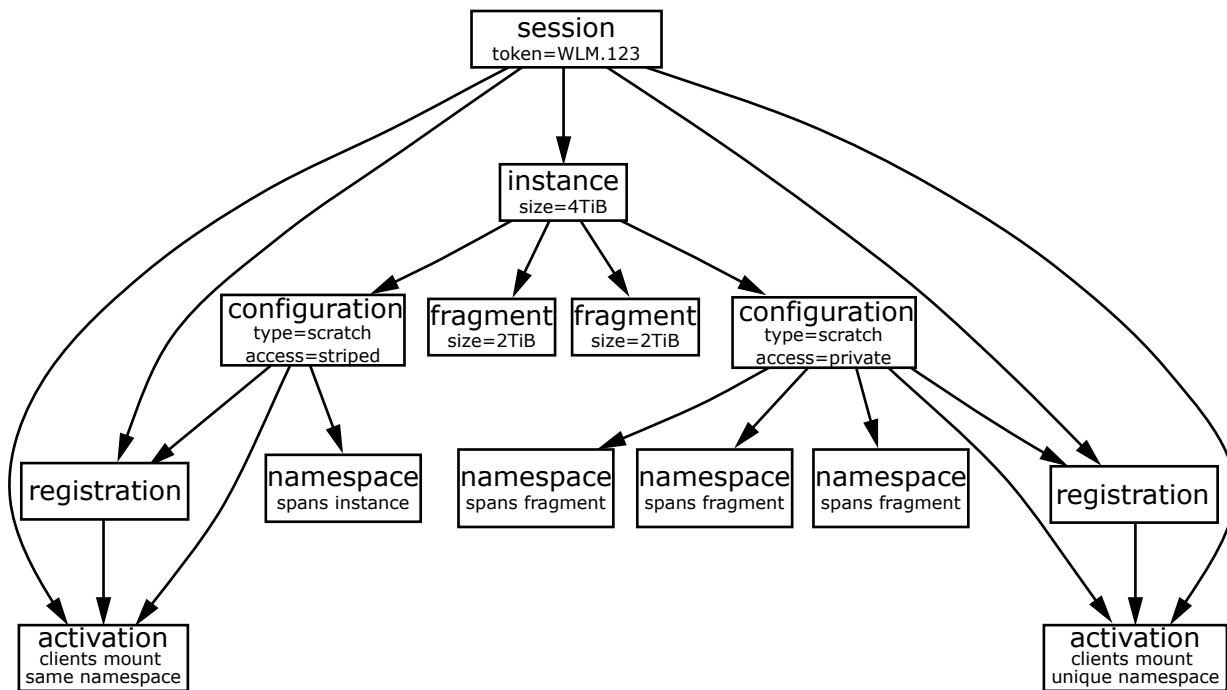 session
token=WLM.123
instance
size=4TiB
configuration
type=scratch
access=striped
fragment
size=2TiB
fragment
size=2TiB
configuration
type=scratch
access=private
registration
namespace
spans instance
namespace
spans fragment
namespace
spans fragment
namespace
spans fragment
registration
activation
clients mount
same namespace
activation
clients mount
unique namespace